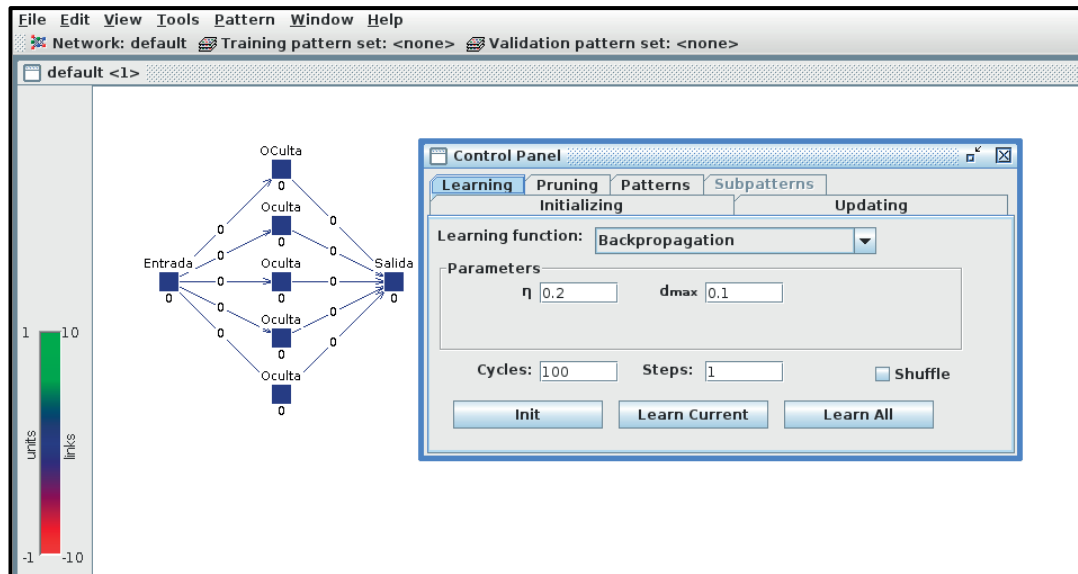 File Edit View Tools Pattern Window Help
Network: default Training pattern set: <none> Validation pattern set: <none>
default <1>
OCulta
0
0
0
Oculta
0
0
0
Entrada
0
0
Oculta
0
0
Salida
0
0
Oculta
0
0
0
Oculta
0
1
10
units
links
-1
-10
Control Panel
Learning Pruning Patterns Subpatterns
Initializing Updating
Learning function: Backpropagation
Parameters
η 0.2 dmax 0.1
Cycles: 100 Steps: 1 Shuffle
Init Learn Current Learn All